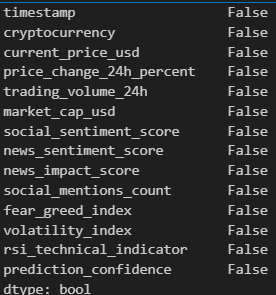 timestamp False
cryptocurrency False
current_price_usd False
price_change_24h_percent False
trading_volume_24h False
market_cap_usd False
social_sentiment_score False
news_sentiment_score False
news_impact_score False
social_mentions_count False
fear_greed_index False
volatility_index False
rsi_technical_indicator False
prediction_confidence False
dtype: bool